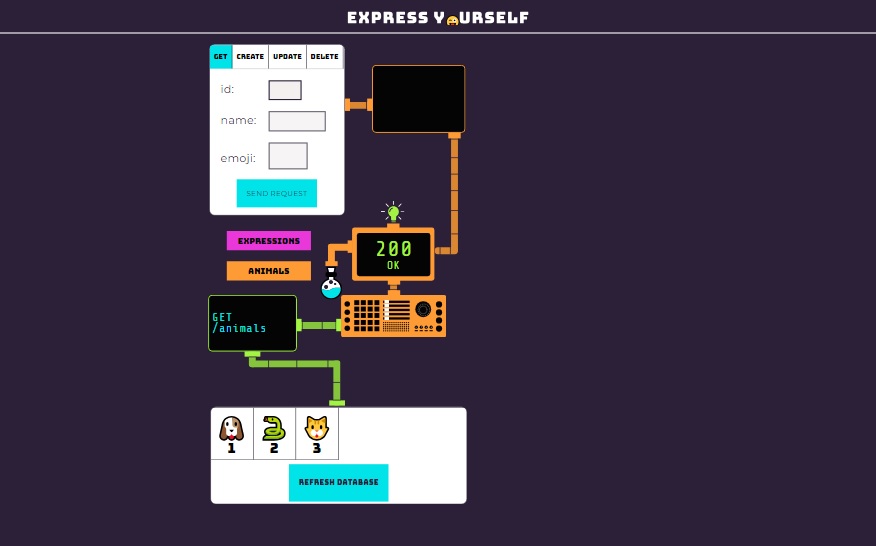 EXPRESS Y😛URSELF
GET CREATE UPDATE DELETE
id:
name:
emoji:
SEND REQUEST
EXPRESSIONS
ANIMALS
200
OK
GET
/animals
1 2 3
REFRESH DATABASE